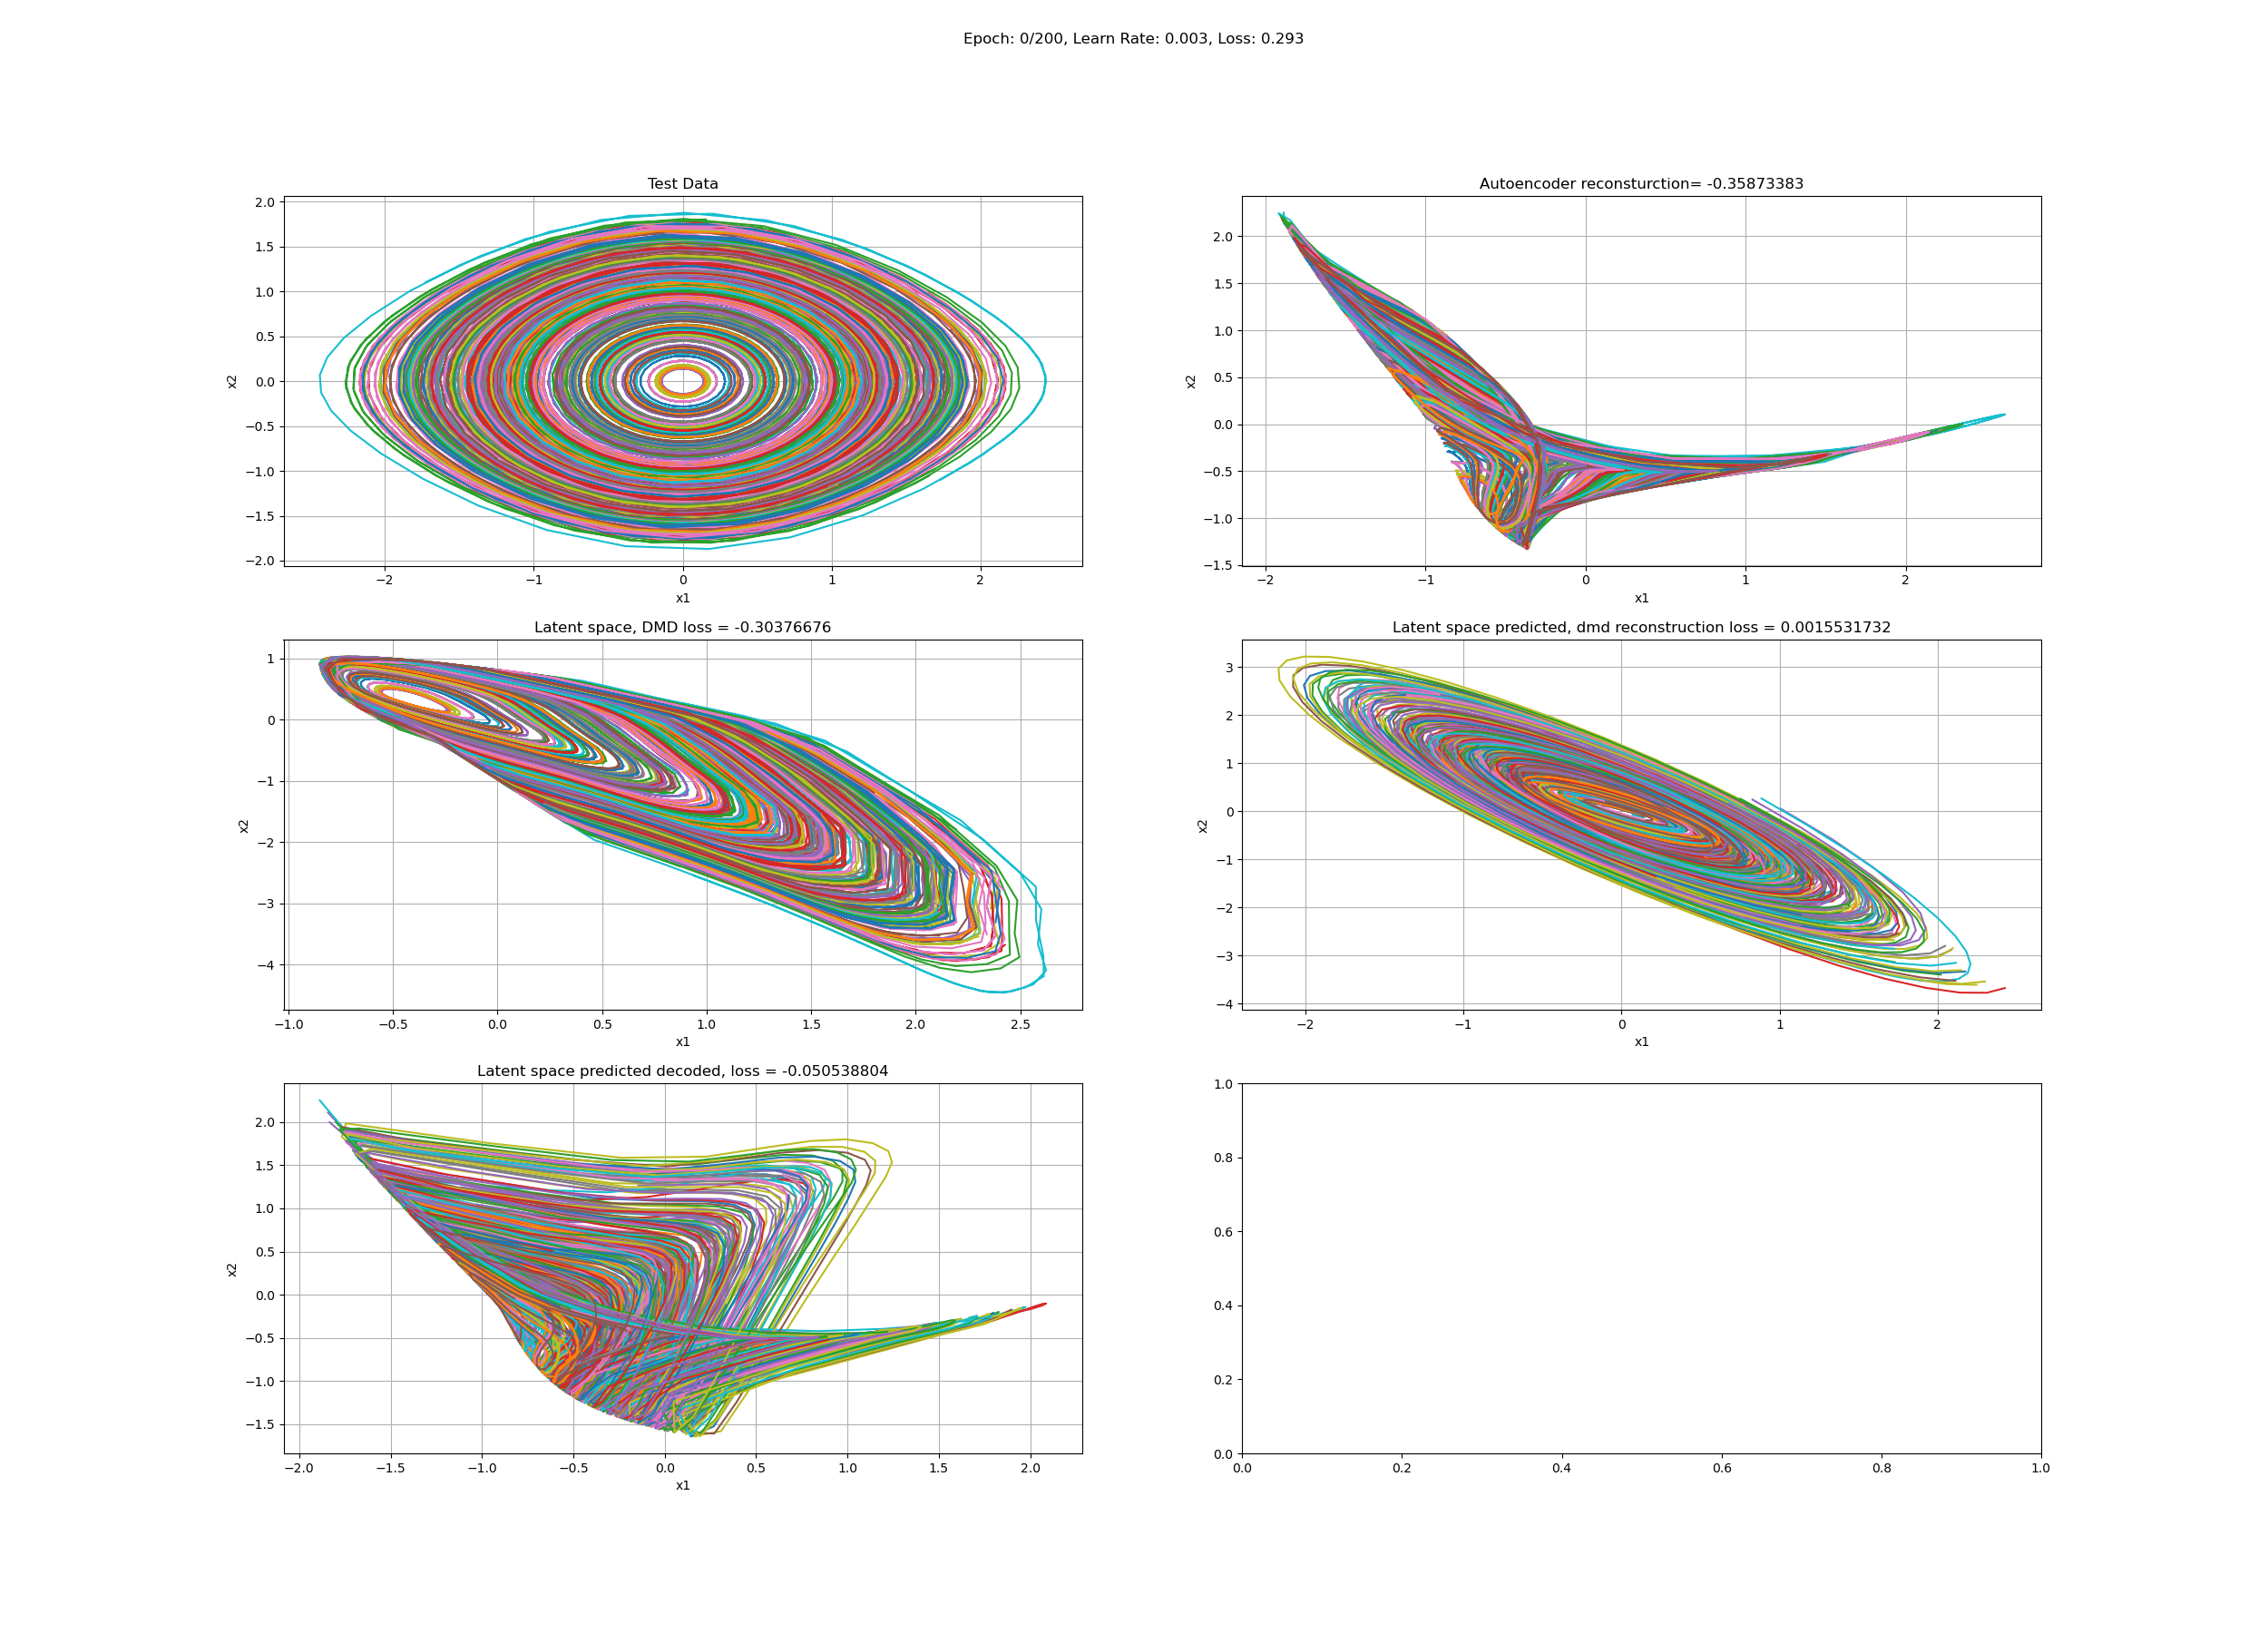 Epoch: 0/200, Learn Rate: 0.003, Loss: 0.293
Test Data
2.0
1.5
1.0
0.5
0.0
−0.5
−1.0
−1.5
−2.0
x2
−2 −1 0 1 2
x1
Autoencoder reconsturction= -0.35873383
2.0
1.5
1.0
0.5
0.0
−0.5
−1.0
−1.5
x2
−2 −1 0 1 2
x1
Latent space, DMD loss = -0.30376676
1
0
−1
−2
−3
−4
x2
−1.0 −0.5 0.0 0.5 1.0 1.5 2.0 2.5
x1
Latent space predicted, dmd reconstruction loss = 0.0015531732
3
2
1
0
−1
−2
−3
−4
x2
−2 −1 0 1 2
x1
Latent space predicted decoded, loss = -0.050538804
2.0
1.5
1.0
0.5
0.0
−0.5
−1.0
−1.5
x2
−2.0 −1.5 −1.0 −0.5 0.0 0.5 1.0 1.5 2.0
x1
1.0
0.8
0.6
0.4
0.2
0.0
0.0 0.2 0.4 0.6 0.8 1.0